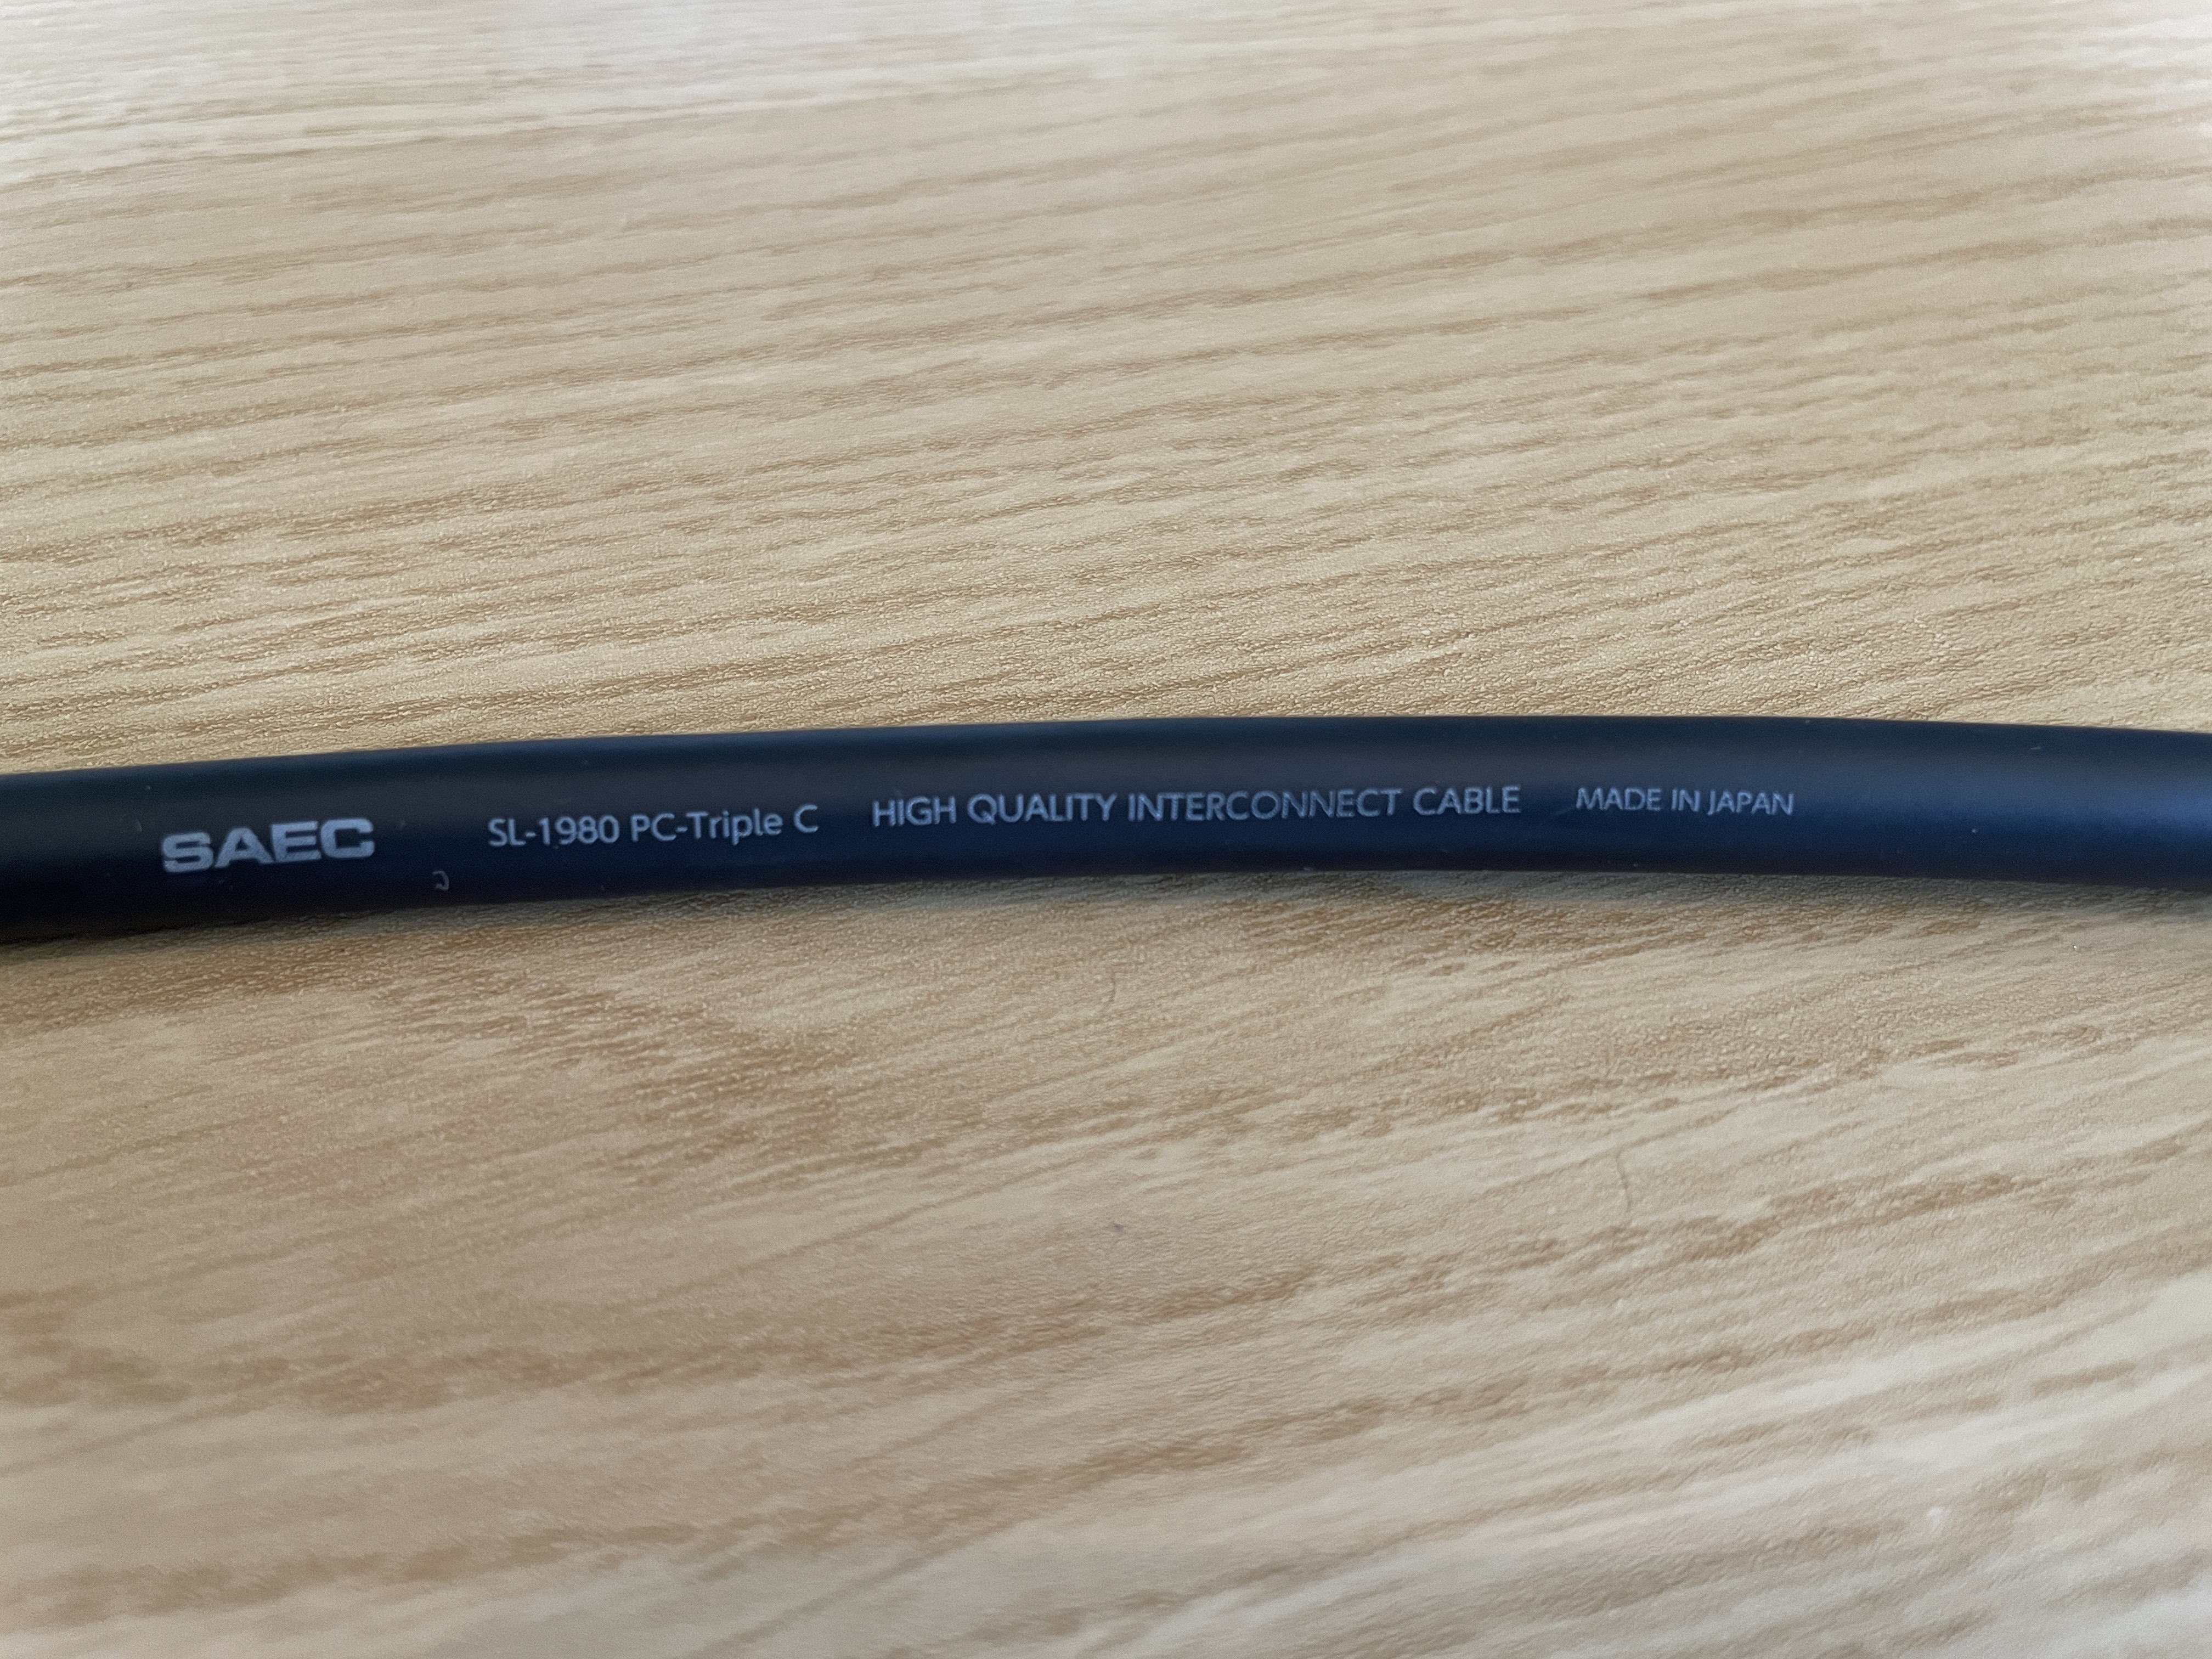 SAEC SL-1980 PC-Triple C HIGH QUALITY INTERCONNECT CABLE MADE IN JAPAN